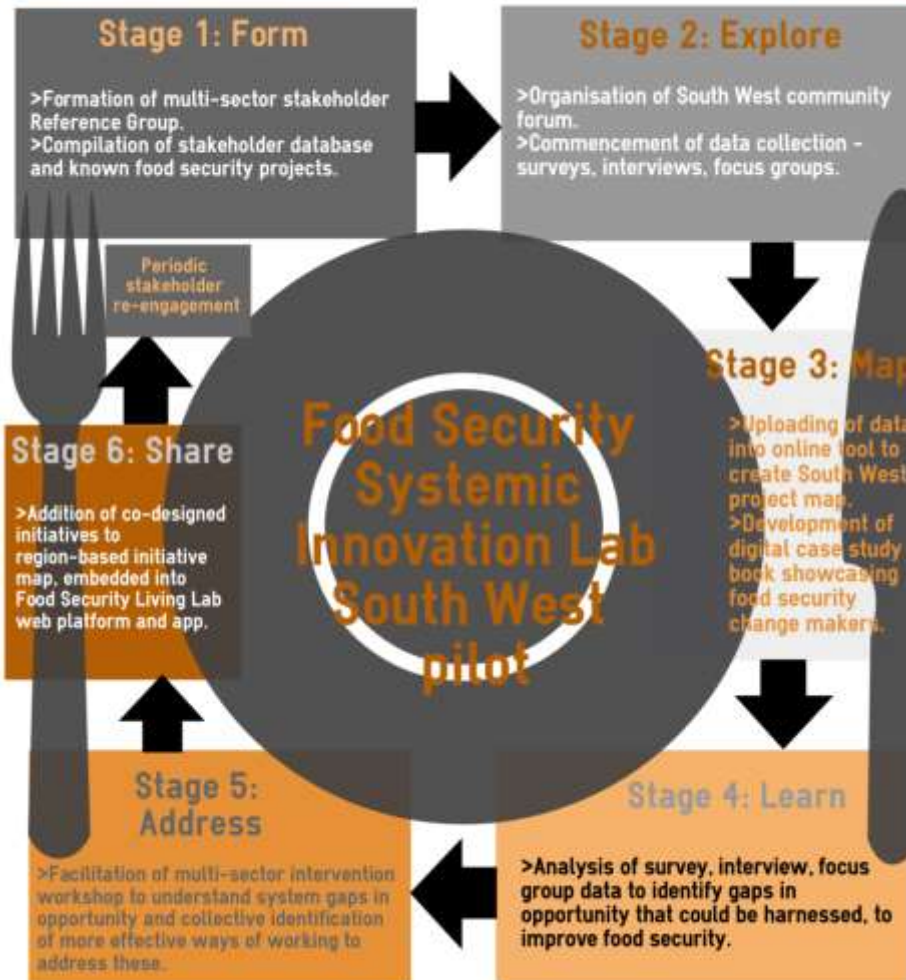 Stage 1: Form
>Formation of multi-sector stakeholder
Reference Group.
>Compilation of stakeholder database
and known food security projects.
Stage 2: Explore
>Organisation of South West community
forum.
>Commencement of data collection -
surveys, interviews, focus groups.
Stage 3: Map
>Uploading of data
into online tool to
create South West
project map.
>Development of
digital case study
book showcasing
food security
change makers.
Stage 4: Learn
>Analysis of survey, interview, focus
group data to identify gaps in
opportunity that could be harnessed, to
improve food security.
Stage 5:
Address
>Facilitation of multi-sector intervention
workshop to understand system gaps in
opportunity and collective identification
of more effective ways of working to
address these.
Stage 6: Share
>Addition of co-designed
initiatives to
region-based initiative
map, embedded into
Food Security Living Lab
web platform and app.
Periodic
stakeholder
re-engagement
Food Security
Systemic
Innovation Lab
South West
pilot